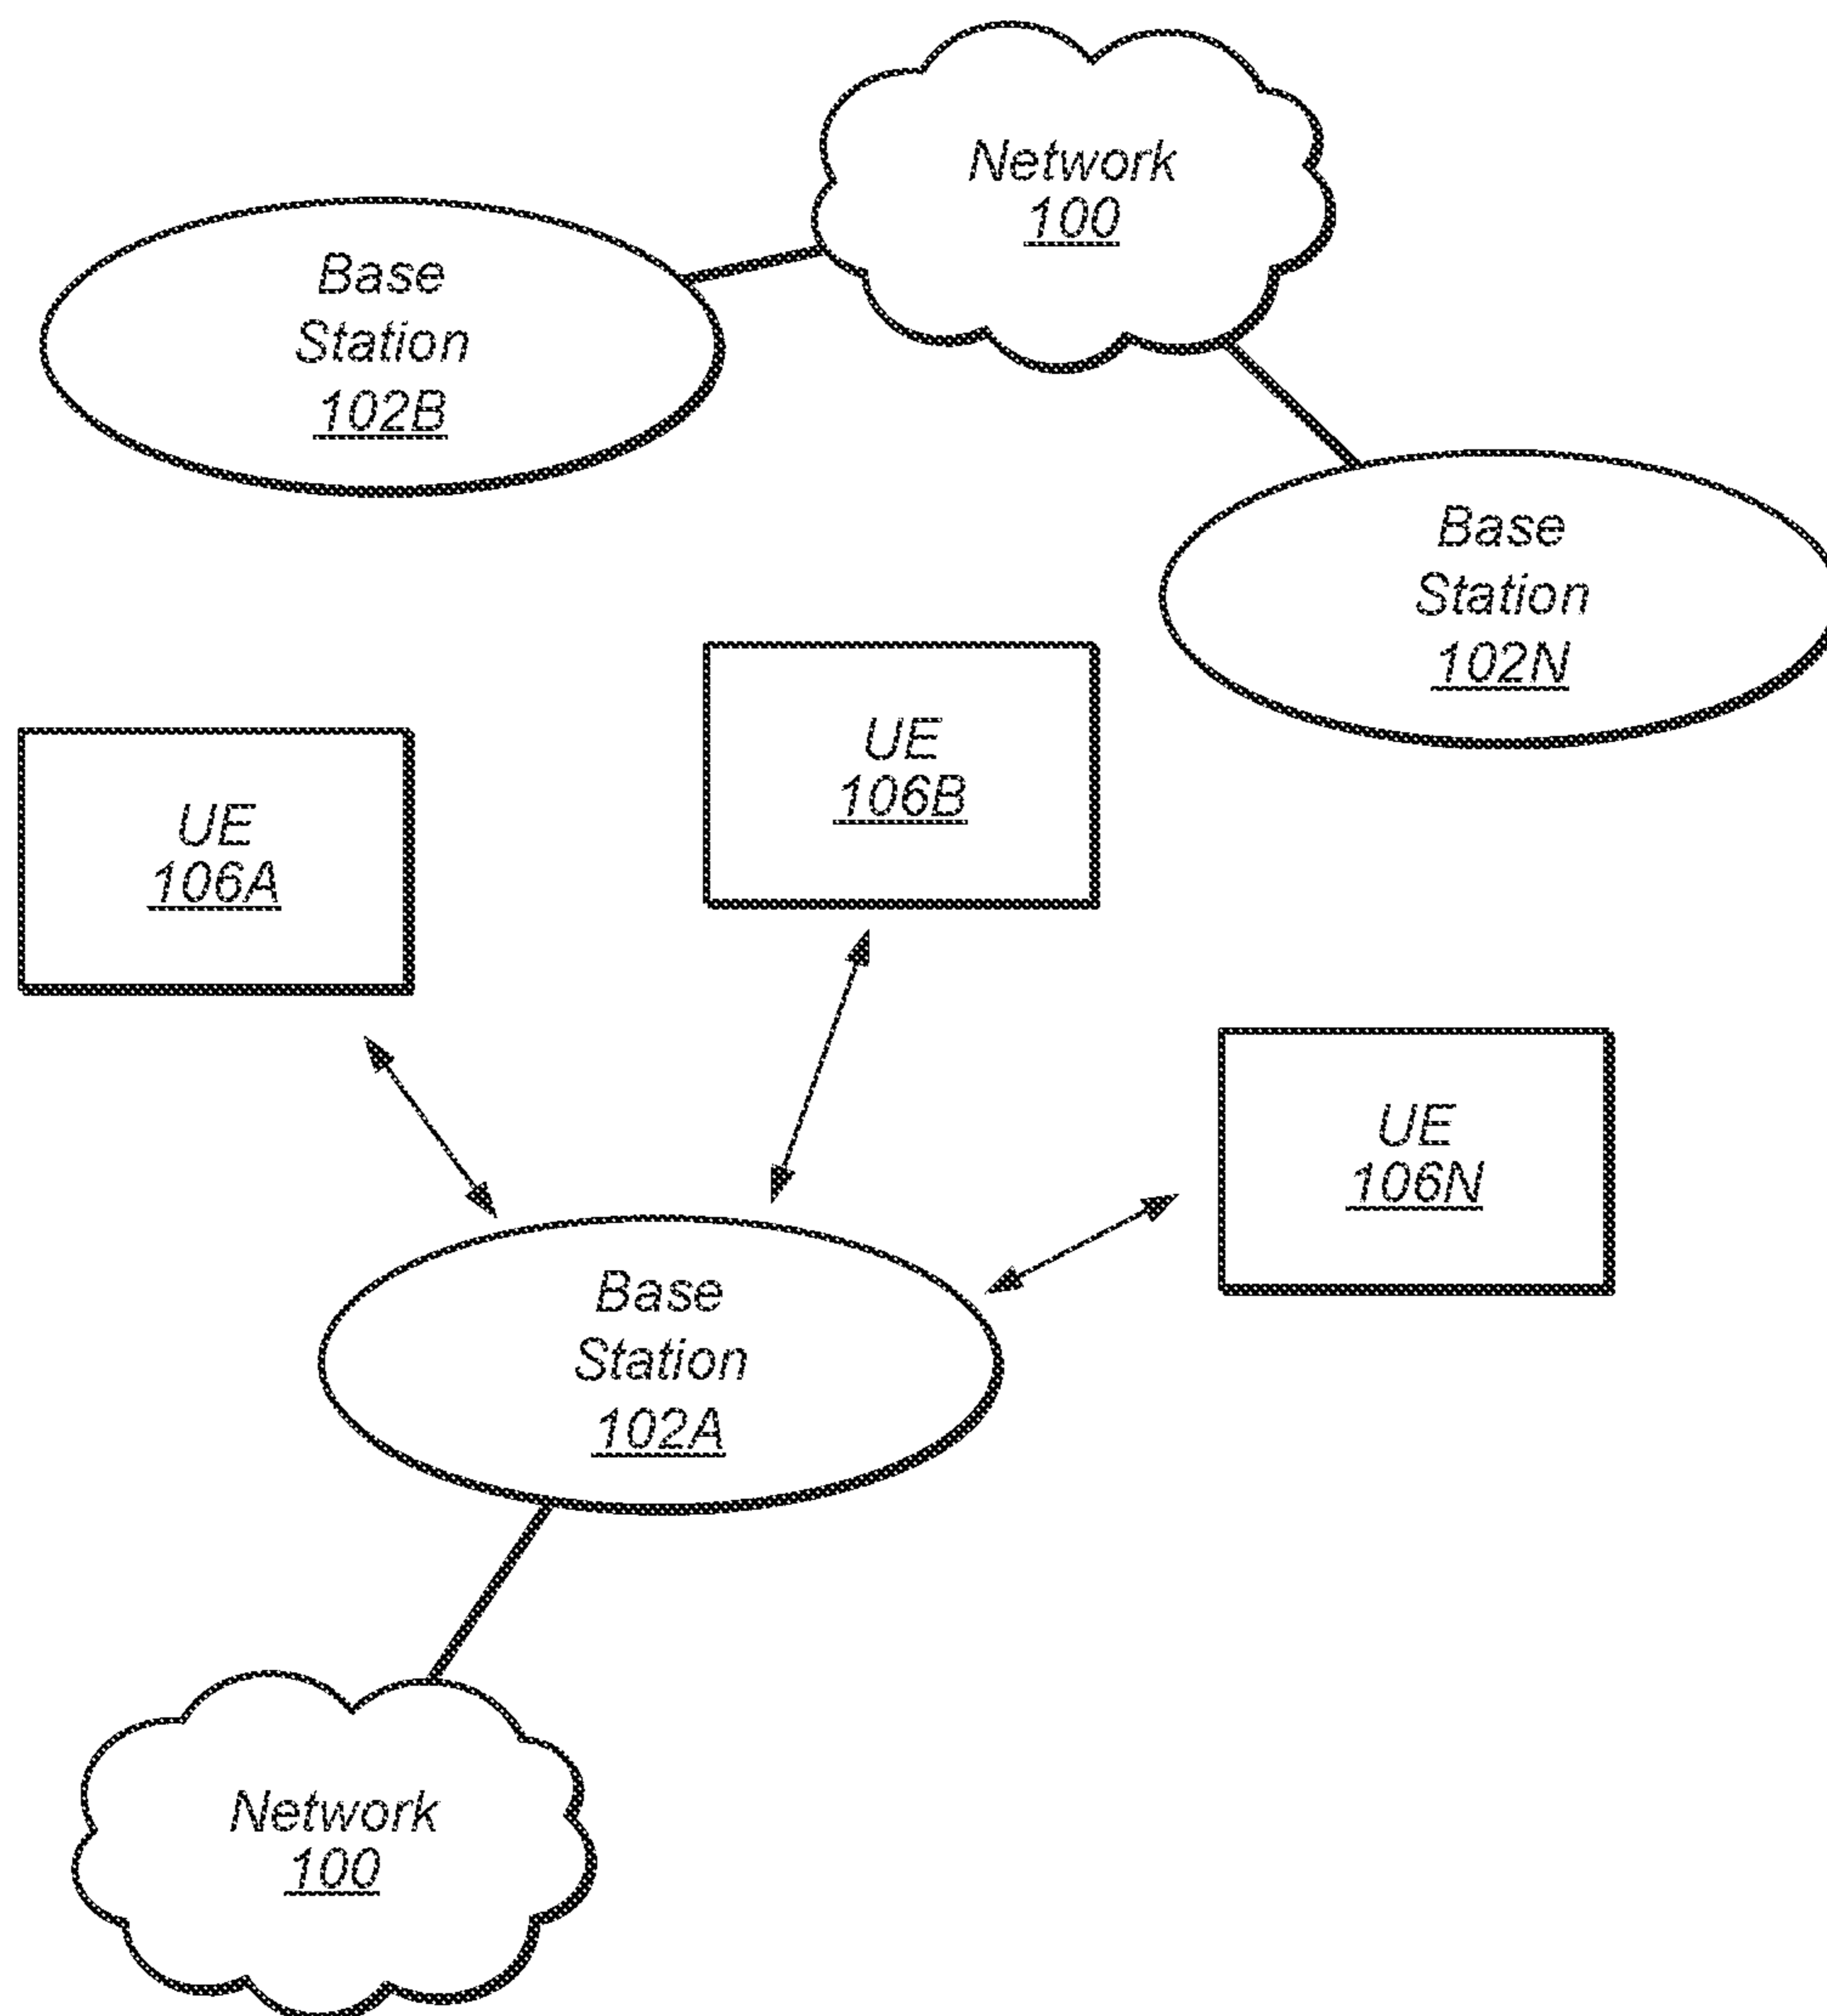 Network
100
Base
Station
102B
Base
Station
102N
UE
106B
UE
106A
UE
106N
Base
Station
102A
Network
100